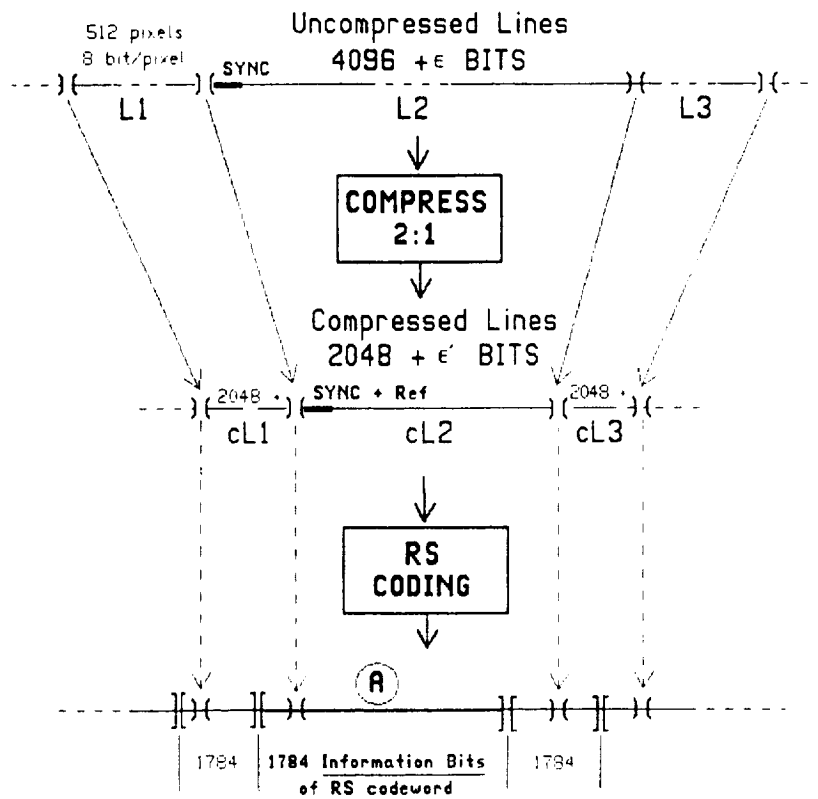 512 pixels
8 bit/pixel
Uncompressed Lines
4096 + ε BITS
SYNC
L1 L2 L3
COMPRESS
2:1
Compressed Lines
2048 + ε' BITS
2048 + SYNC + Ref 2048 +
cL1 cL2 cL3
RS
CODING
A
1784 1784 Information Bits 1784
of RS codeword